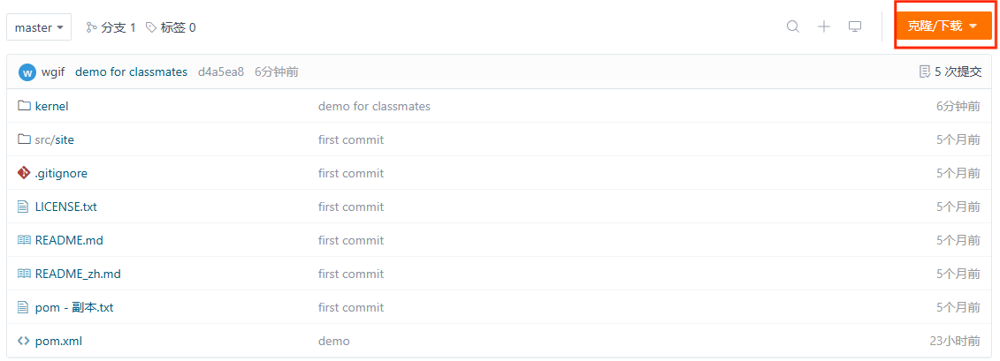 master 分支 1 标签 0 克隆/下载
w wgif demo for classmates d4a5ea8 6分钟前 5 次提交
kernel demo for classmates 6分钟前
src/site first commit 5个月前
.gitignore first commit 5个月前
LICENSE.txt first commit 5个月前
README.md first commit 5个月前
README_zh.md first commit 5个月前
pom - 副本.txt first commit 5个月前
pom.xml demo 23小时前